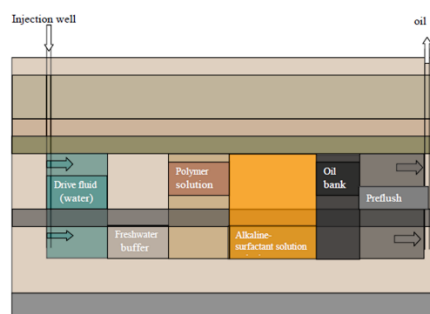 Injection well
oil
Polymer
solution
Oil
bank
Drive fluid
(water)
Preflush
Freshwater
buffer
Alkaline-
surfactant solution